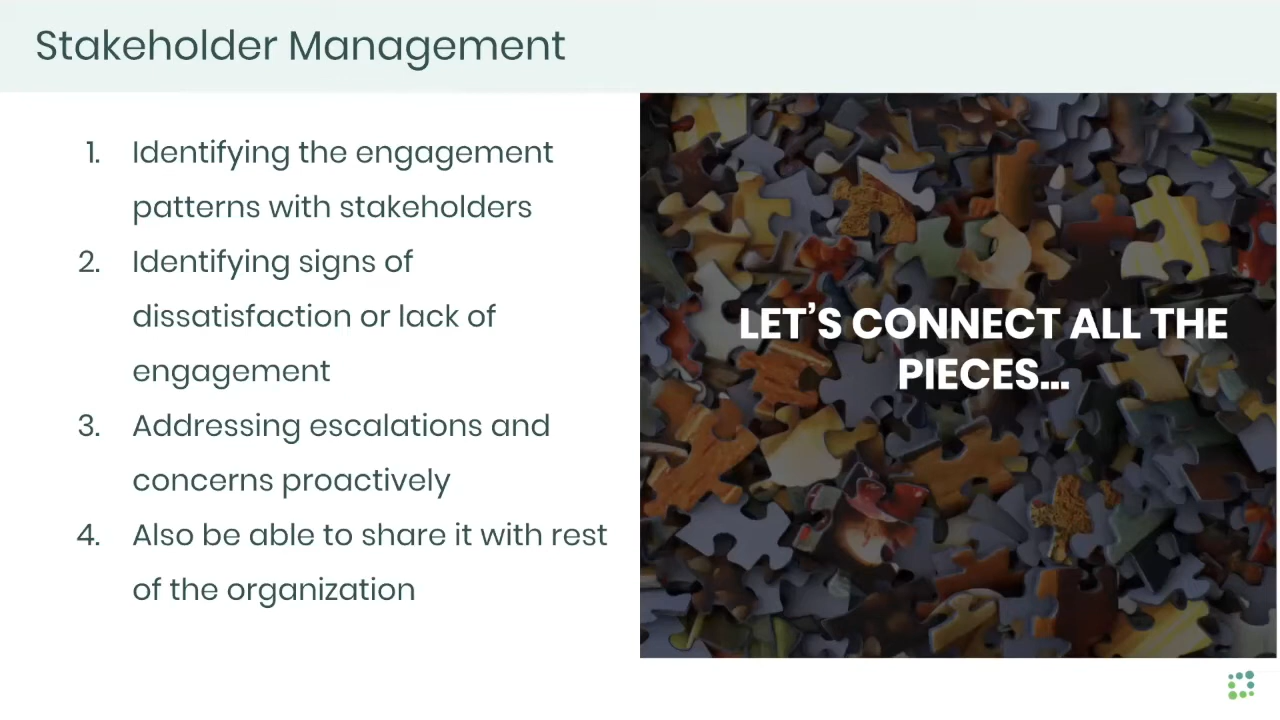 Stakeholder Management
1. Identifying the engagement
patterns with stakeholders
2. Identifying signs of
dissatisfaction or lack of
engagement
3. Addressing escalations and
concerns proactively
4. Also be able to share it with rest
of the organization
LET’S CONNECT ALL THE
PIECES...